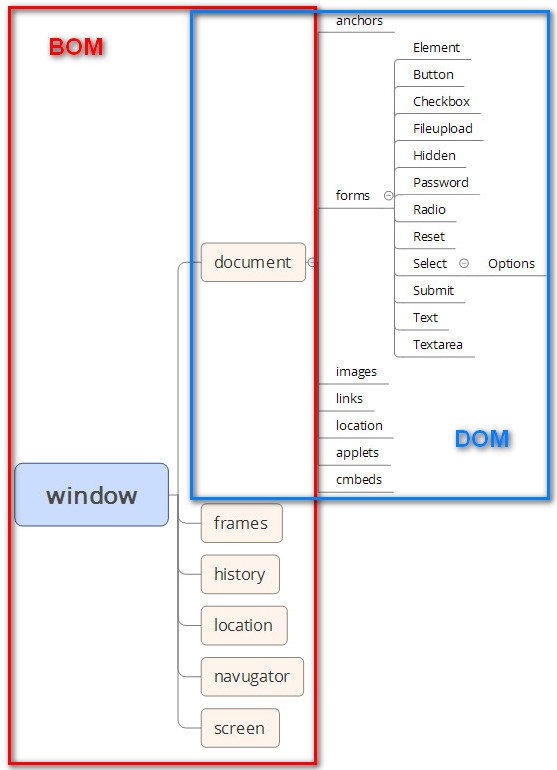 BOM
anchors
Element
Button
Checkbox
Fileupload
Hidden
Password
forms
Radio
Reset
document
Select
Options
Submit
Text
Textarea
images
links
location
DOM
applets
cmbeds
window
frames
history
location
navugator
screen